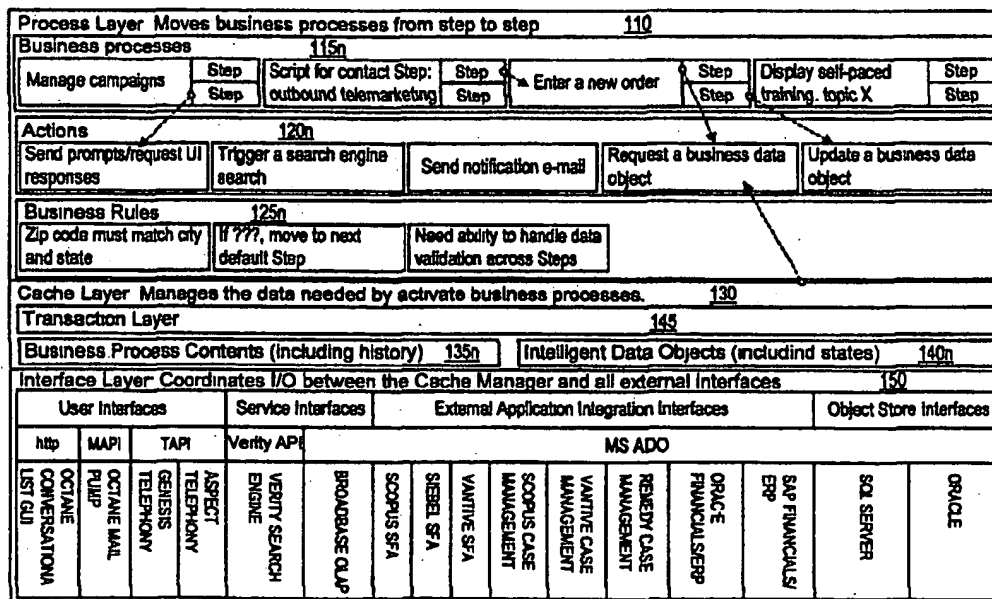 Process Layer Moves business processes from step to step 110
Business processes 115n
Manage campaigns
Step
Step
Script for contact Step:
outbound telemarketing
Step
Step
Enter a new order
Step
Step
Display self-paced
training. topic X
Step
Step
Actions 120n
Send prompts/request UI
responses
Trigger a search engine
search
Send notification e-mail
Request a business data
object
Update a business data
object
Business Rules 125n
Zip code must match city
and state
If ???, move to next
default Step
Need ability to handle data
validation across Steps
Cache Layer Manages the data needed by activate business processes. 130
Transaction Layer 145
Business Process Contents (including history) 135n
Intelligent Data Objects (includind states) 140n
Interface Layer Coordinates I/O between the Cache Manager and all external Interfaces 150
User Interfaces
Service Interfaces
External Application Integration Interfaces
Object Store Interfaces
http
MAPI
TAPI
Verity API
MS ADO
OCTANE
CONVERSATIONA
LIST GUI
OCTANE MAIL
PUMP
GENESIS
TELEPHONY
ASPECT
TELEPHONY
VERITY SEARCH
ENGINE
BROADBASE OLAP
SCOPUS SFA
SIEBEL SFA
VANTIVE SFA
SCOPUS CASE
MANAGEMENT
VANTIVE CASE
MANAGEMENT
REMEDY CASE
MANAGEMENT
ORACLE
FINANCIALS/ERP
SAP FINANCIALS/
ERP
SQL SERVER
ORACLE